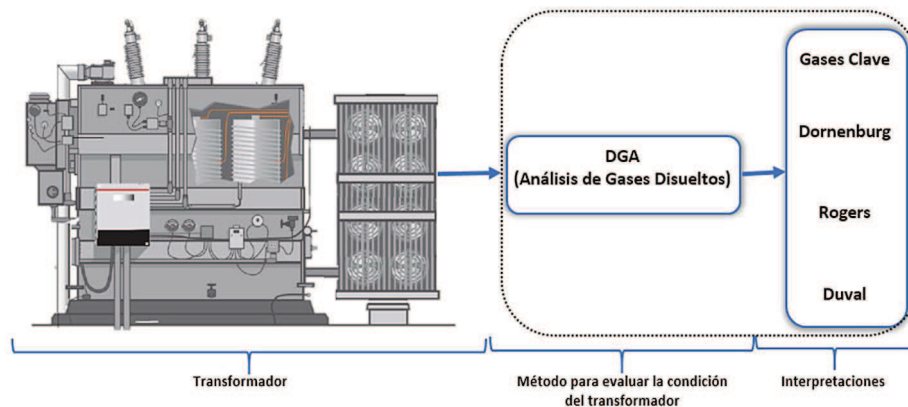 Gases Clave
Dornenburg
DGA
(Análisis de Gases Disueltos)
Rogers
Duval
Transformador
Método para evaluar la condición
del transformador
Interpretaciones